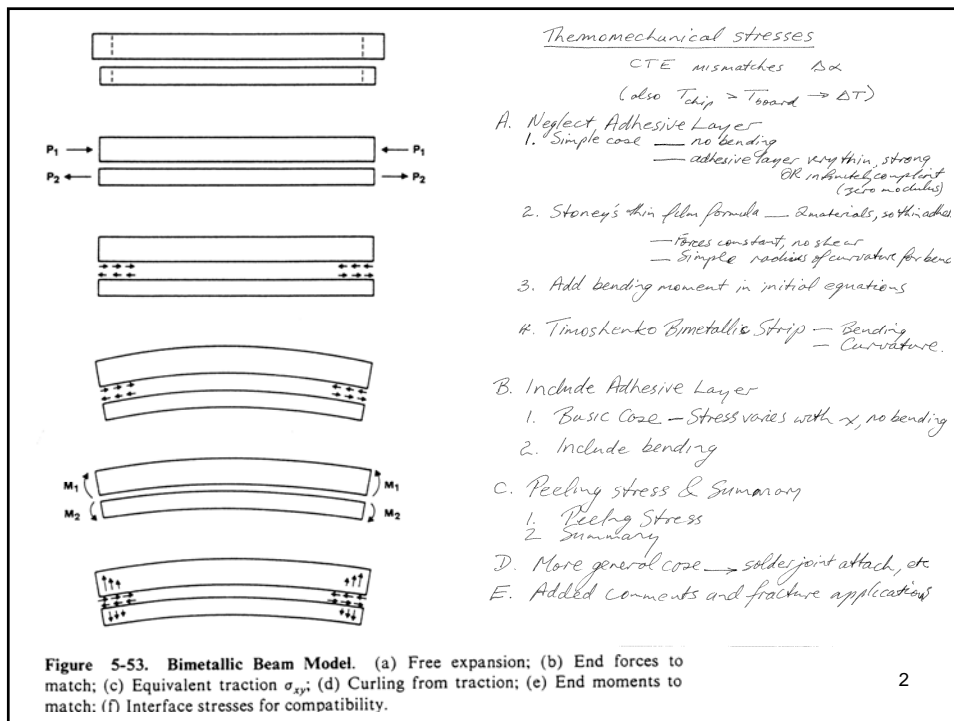 P₁
P₁
P₂
P₂
M₁
M₁
M₂
M₂
Figure 5-53. Bimetallic Beam Model. (a) Free expansion; (b) End forces to
match; (c) Equivalent traction σxy; (d) Curling from traction; (e) End moments to
match; (f) Interface stresses for compatibility.
Thermomechanical stresses
CTE mismatches Δα
(also Tchip > Tboard → ΔT)
A. Neglect Adhesive Layer
1. Simple case — no bending
— adhesive layer very thin, strong
OR infinitely compliant
(zero modulus)
2. Stoney's thin film formula — 2 materials, so thin adhes
— Forces constant, no shear
— Simple radius of curvature for bend
3. Add bending moment in initial equations
4. Timoshenko Bimetallic Strip — Bending
— Curvature.
B. Include Adhesive Layer
1. Basic Case — Stress varies with x, no bending
2. Include bending
C. Peeling stress & Summary
1. Peeling Stress
2 Summary
D. More general case → solder joint attach, etc
E. Added comments and fracture applications
2